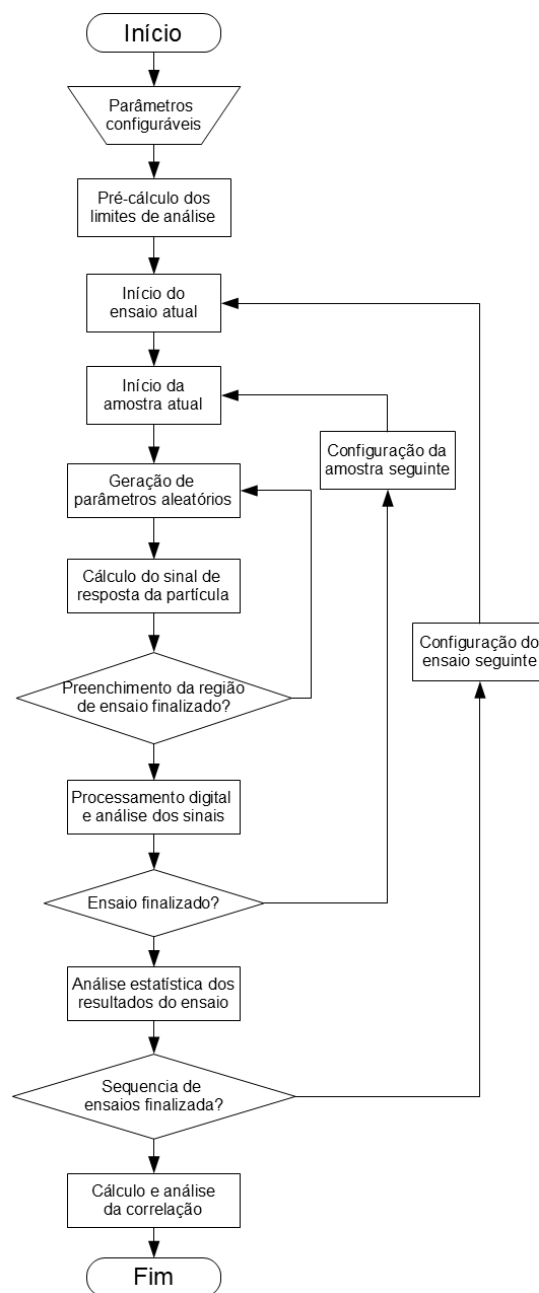 Início
Parâmetros
configuráveis
Pré-cálculo dos
limites de análise
Início do
ensaio atual
Início da
amostra atual
Configuração da
amostra seguinte
Geração de
parâmetros aleatórios
Cálculo do sinal de
resposta da partícula
Configuração do
ensaio seguinte
Preenchimento da região
de ensaio finalizado?
Processamento digital
e análise dos sinais
Ensaio finalizado?
Análise estatística dos
resultados do ensaio
Sequencia de
ensaios finalizada?
Cálculo e análise
da correlação
Fim